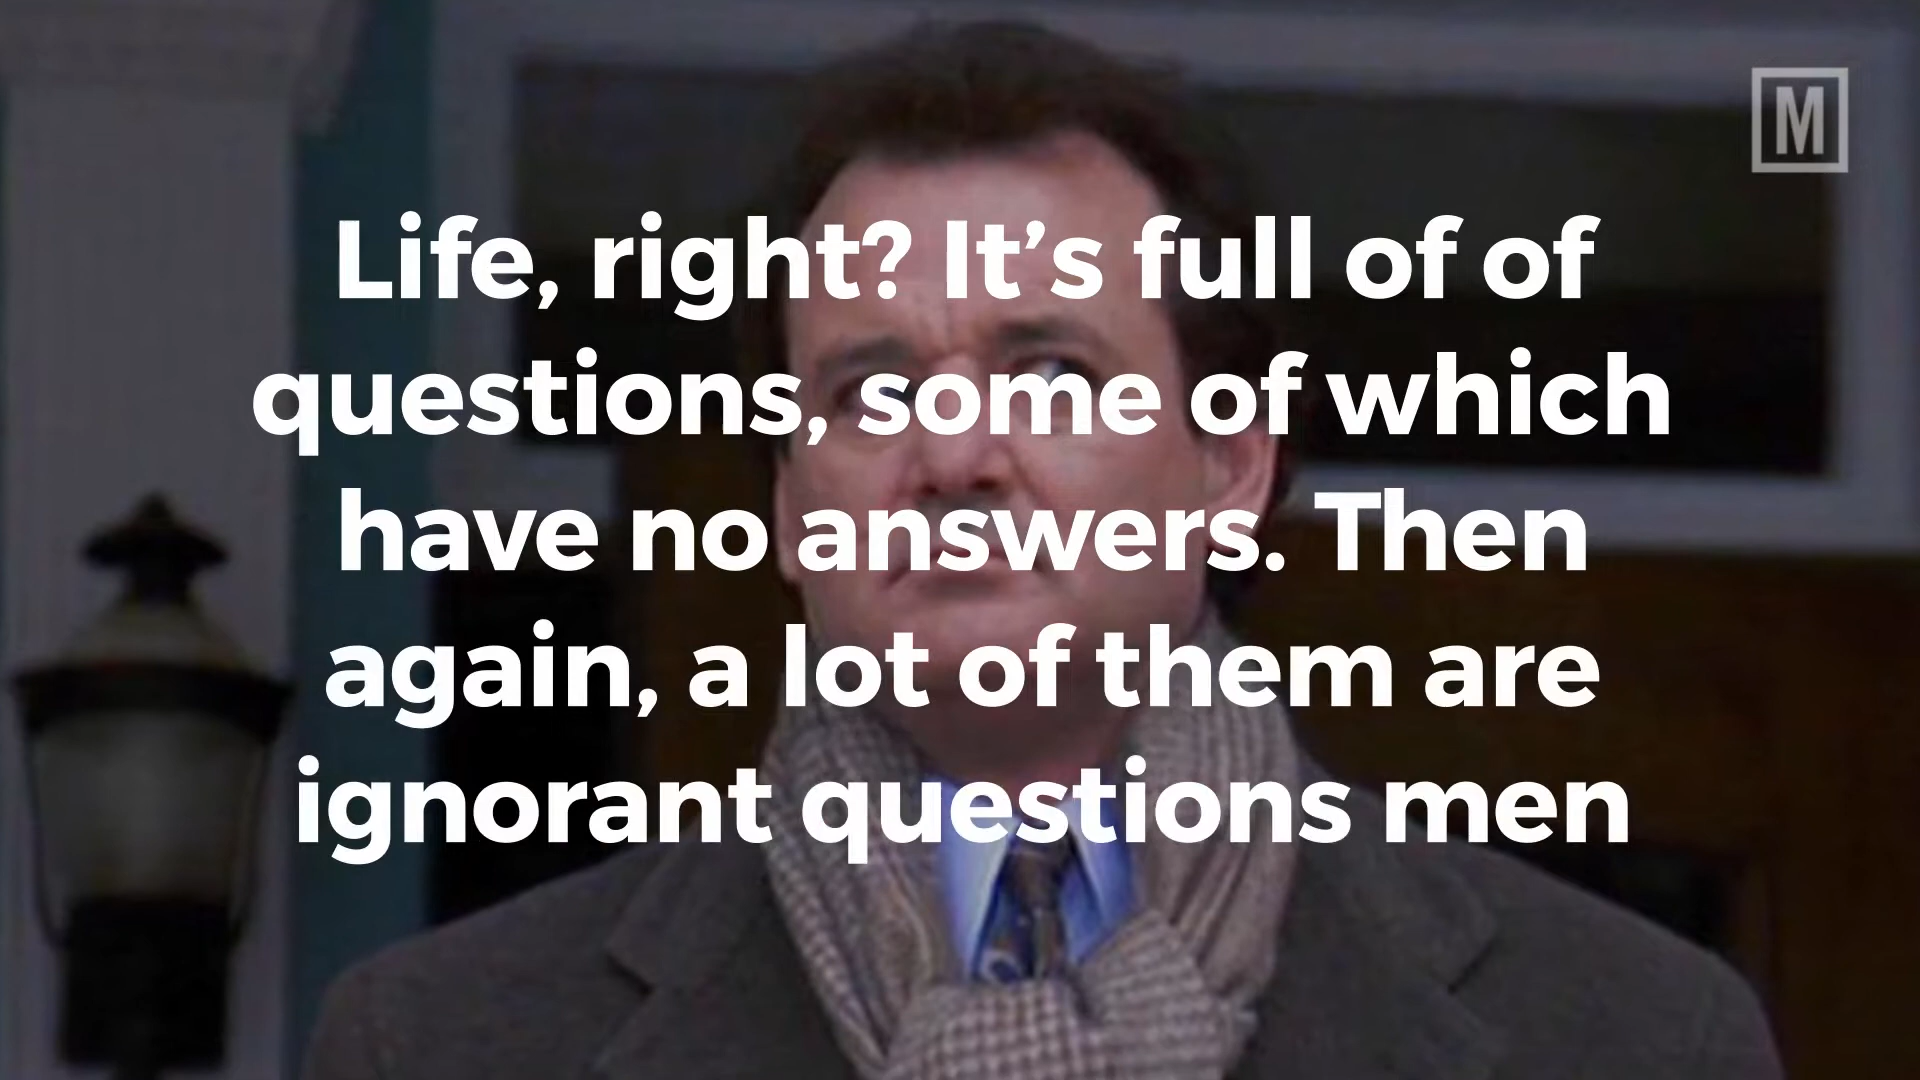 M
Life, right? It’s full of of
questions, some of which
have no answers. Then
again, a lot of them are
ignorant questions men